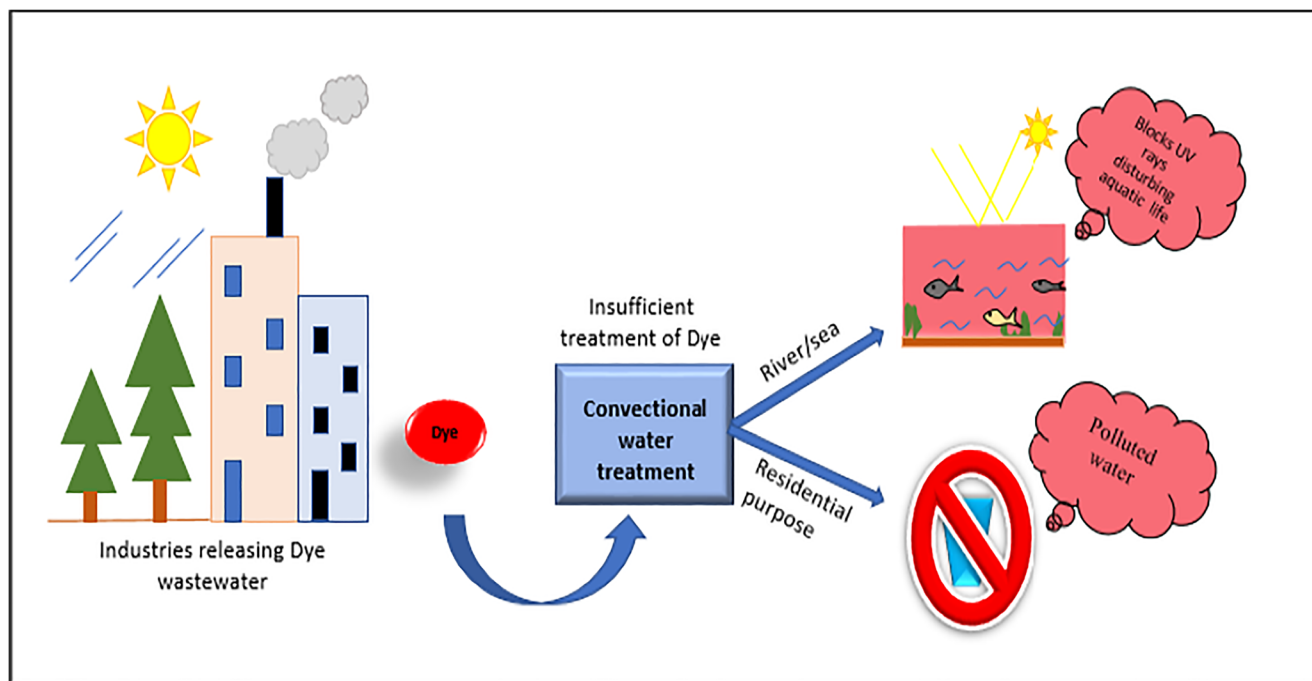 Industries releasing Dye
wastewater
Dye
Insufficient
treatment of Dye
Convectional
water
treatment
River/sea
Residential
purpose
Blocks UV
rays
disturbing
aquatic life
Polluted
water